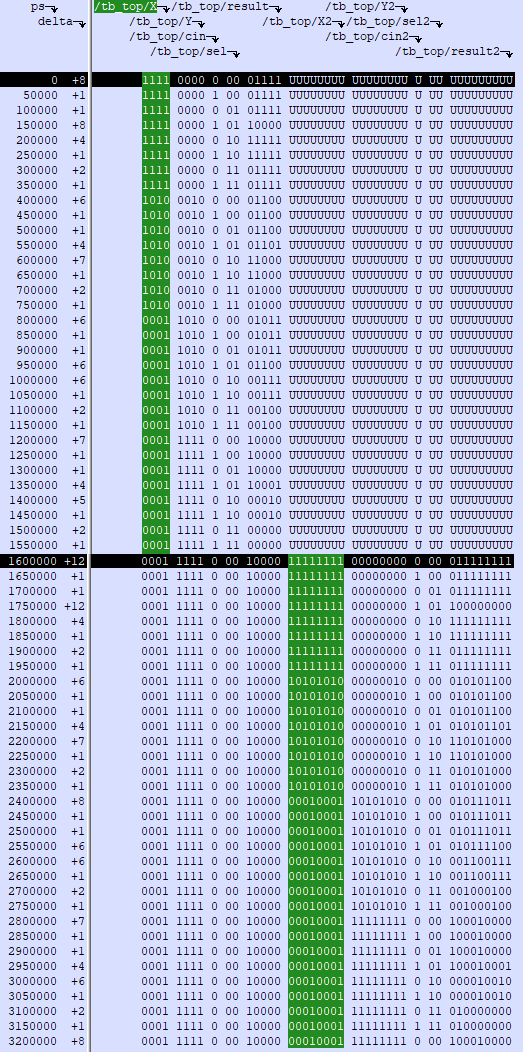 ps /tb_top/X /tb_top/result /tb_top/Y2
delta /tb_top/Y /tb_top/X2 /tb_top/sel2
/tb_top/cin /tb_top/cin2
/tb_top/sel /tb_top/result2
0 +8 1111 0000 0 00 01111 UUUUUUUU UUUUUUUU U UU UUUUUUUUU
50000 +1 1111 0000 1 00 01111 UUUUUUUU UUUUUUUU U UU UUUUUUUUU
100000 +1 1111 0000 0 01 01111 UUUUUUUU UUUUUUUU U UU UUUUUUUUU
150000 +8 1111 0000 1 01 10000 UUUUUUUU UUUUUUUU U UU UUUUUUUUU
200000 +4 1111 0000 0 10 11111 UUUUUUUU UUUUUUUU U UU UUUUUUUUU
250000 +1 1111 0000 1 10 11111 UUUUUUUU UUUUUUUU U UU UUUUUUUUU
300000 +2 1111 0000 0 11 01111 UUUUUUUU UUUUUUUU U UU UUUUUUUUU
350000 +1 1111 0000 1 11 01111 UUUUUUUU UUUUUUUU U UU UUUUUUUUU
400000 +6 1010 0010 0 00 01100 UUUUUUUU UUUUUUUU U UU UUUUUUUUU
450000 +1 1010 0010 1 00 01100 UUUUUUUU UUUUUUUU U UU UUUUUUUUU
500000 +1 1010 0010 0 01 01100 UUUUUUUU UUUUUUUU U UU UUUUUUUUU
550000 +4 1010 0010 1 01 01101 UUUUUUUU UUUUUUUU U UU UUUUUUUUU
600000 +7 1010 0010 0 10 11000 UUUUUUUU UUUUUUUU U UU UUUUUUUUU
650000 +1 1010 0010 1 10 11000 UUUUUUUU UUUUUUUU U UU UUUUUUUUU
700000 +2 1010 0010 0 11 01000 UUUUUUUU UUUUUUUU U UU UUUUUUUUU
750000 +1 1010 0010 1 11 01000 UUUUUUUU UUUUUUUU U UU UUUUUUUUU
800000 +6 0001 1010 0 00 01011 UUUUUUUU UUUUUUUU U UU UUUUUUUUU
850000 +1 0001 1010 1 00 01011 UUUUUUUU UUUUUUUU U UU UUUUUUUUU
900000 +1 0001 1010 0 01 01011 UUUUUUUU UUUUUUUU U UU UUUUUUUUU
950000 +6 0001 1010 1 01 01100 UUUUUUUU UUUUUUUU U UU UUUUUUUUU
1000000 +6 0001 1010 0 10 00111 UUUUUUUU UUUUUUUU U UU UUUUUUUUU
1050000 +1 0001 1010 1 10 00111 UUUUUUUU UUUUUUUU U UU UUUUUUUUU
1100000 +2 0001 1010 0 11 00100 UUUUUUUU UUUUUUUU U UU UUUUUUUUU
1150000 +1 0001 1010 1 11 00100 UUUUUUUU UUUUUUUU U UU UUUUUUUUU
1200000 +7 0001 1111 0 00 10000 UUUUUUUU UUUUUUUU U UU UUUUUUUUU
1250000 +1 0001 1111 1 00 10000 UUUUUUUU UUUUUUUU U UU UUUUUUUUU
1300000 +1 0001 1111 0 01 10000 UUUUUUUU UUUUUUUU U UU UUUUUUUUU
1350000 +4 0001 1111 1 01 10001 UUUUUUUU UUUUUUUU U UU UUUUUUUUU
1400000 +5 0001 1111 0 10 00010 UUUUUUUU UUUUUUUU U UU UUUUUUUUU
1450000 +1 0001 1111 1 10 00010 UUUUUUUU UUUUUUUU U UU UUUUUUUUU
1500000 +2 0001 1111 0 11 00000 UUUUUUUU UUUUUUUU U UU UUUUUUUUU
1550000 +1 0001 1111 1 11 00000 UUUUUUUU UUUUUUUU U UU UUUUUUUUU
1600000 +12 0001 1111 0 00 10000 11111111 00000000 0 00 011111111
1650000 +1 0001 1111 0 00 10000 11111111 00000000 1 00 011111111
1700000 +1 0001 1111 0 00 10000 11111111 00000000 0 01 011111111
1750000 +12 0001 1111 0 00 10000 11111111 00000000 1 01 100000000
1800000 +4 0001 1111 0 00 10000 11111111 00000000 0 10 111111111
1850000 +1 0001 1111 0 00 10000 11111111 00000000 1 10 111111111
1900000 +2 0001 1111 0 00 10000 11111111 00000000 0 11 011111111
1950000 +1 0001 1111 0 00 10000 11111111 00000000 1 11 011111111
2000000 +6 0001 1111 0 00 10000 10101010 00000010 0 00 010101100
2050000 +1 0001 1111 0 00 10000 10101010 00000010 1 00 010101100
2100000 +1 0001 1111 0 00 10000 10101010 00000010 0 01 010101100
2150000 +4 0001 1111 0 00 10000 10101010 00000010 1 01 010101101
2200000 +7 0001 1111 0 00 10000 10101010 00000010 0 10 110101000
2250000 +1 0001 1111 0 00 10000 10101010 00000010 1 10 110101000
2300000 +2 0001 1111 0 00 10000 10101010 00000010 0 11 010101000
2350000 +1 0001 1111 0 00 10000 10101010 00000010 1 11 010101000
2400000 +8 0001 1111 0 00 10000 00010001 10101010 0 00 010111011
2450000 +1 0001 1111 0 00 10000 00010001 10101010 1 00 010111011
2500000 +1 0001 1111 0 00 10000 00010001 10101010 0 01 010111011
2550000 +6 0001 1111 0 00 10000 00010001 10101010 1 01 010111100
2600000 +6 0001 1111 0 00 10000 00010001 10101010 0 10 001100111
2650000 +1 0001 1111 0 00 10000 00010001 10101010 1 10 001100111
2700000 +2 0001 1111 0 00 10000 00010001 10101010 0 11 001000100
2750000 +1 0001 1111 0 00 10000 00010001 10101010 1 11 001000100
2800000 +7 0001 1111 0 00 10000 00010001 11111111 0 00 100010000
2850000 +1 0001 1111 0 00 10000 00010001 11111111 1 00 100010000
2900000 +1 0001 1111 0 00 10000 00010001 11111111 0 01 100010000
2950000 +4 0001 1111 0 00 10000 00010001 11111111 1 01 100010001
3000000 +6 0001 1111 0 00 10000 00010001 11111111 0 10 000100010
3050000 +1 0001 1111 0 00 10000 00010001 11111111 1 10 000100010
3100000 +2 0001 1111 0 00 10000 00010001 11111111 0 11 000010000
3150000 +1 0001 1111 0 00 10000 00010001 11111111 1 11 000010000
3200000 +8 0001 1111 0 00 10000 00010001 11111111 0 00 100010000